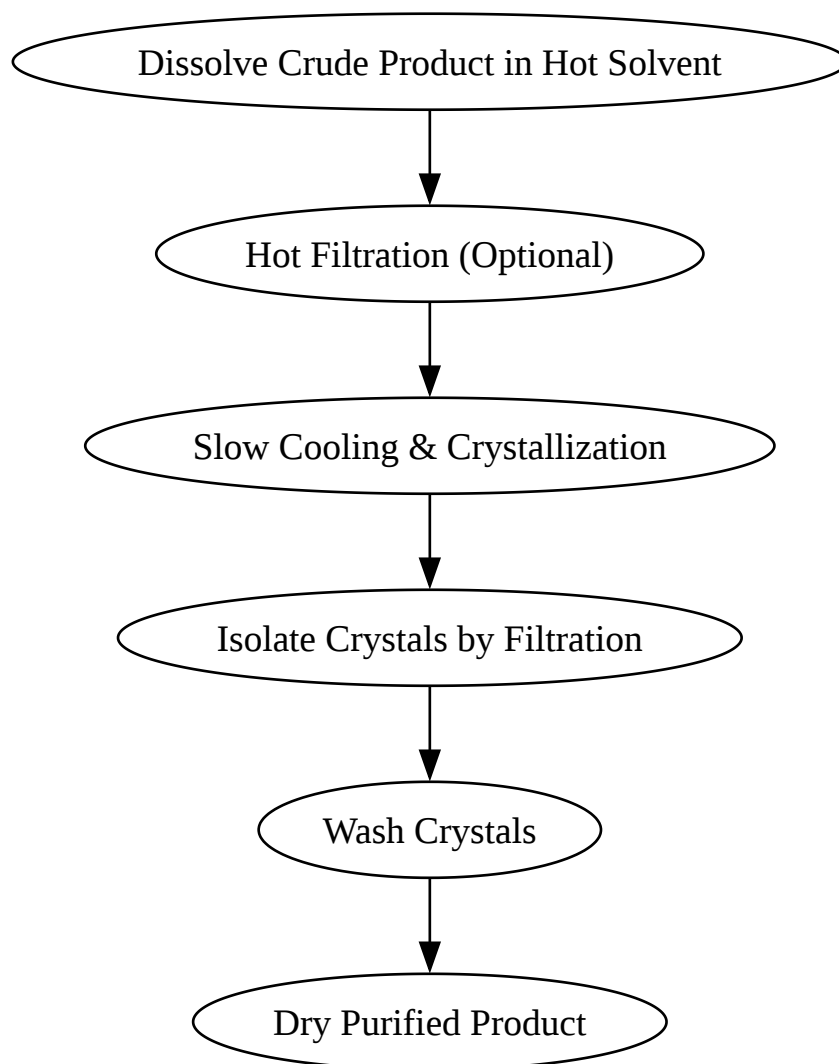 Dissolve Crude Product in Hot Solvent
Hot Filtration (Optional)
Slow Cooling & Crystallization
Isolate Crystals by Filtration
Wash Crystals
Dry Purified Product